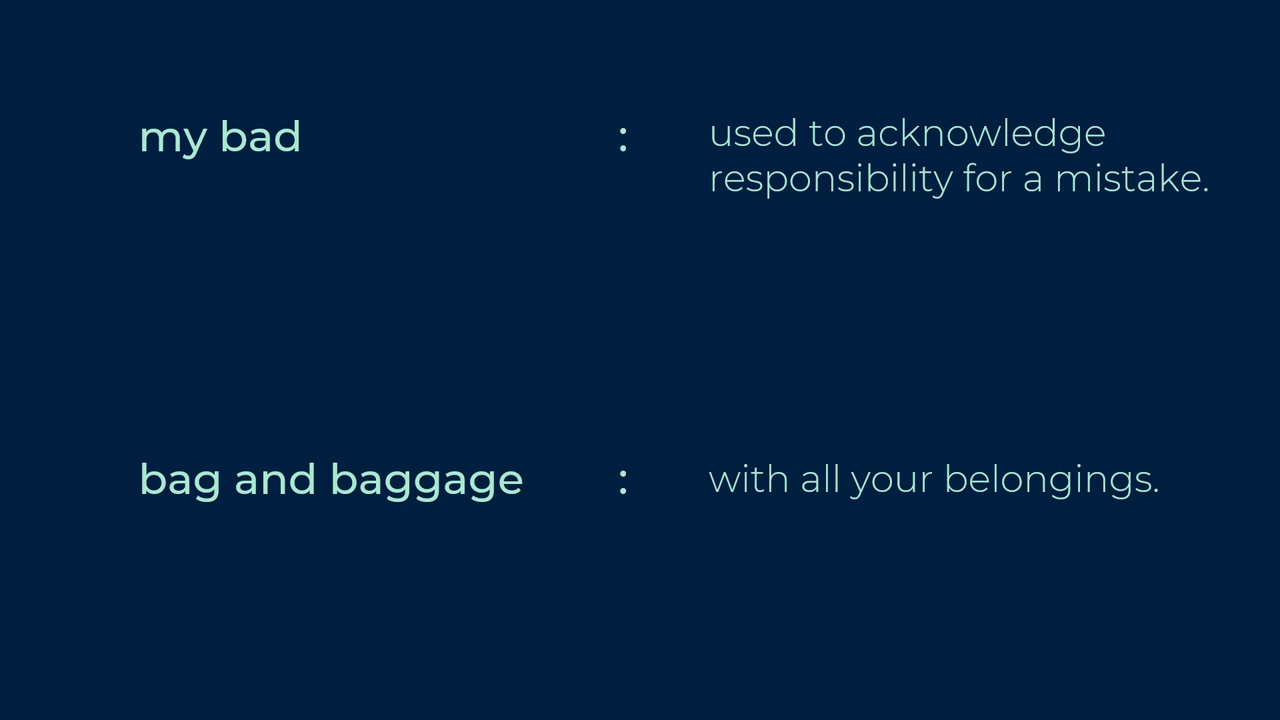 my bad : used to acknowledge
responsibility for a mistake.
bag and baggage : with all your belongings.